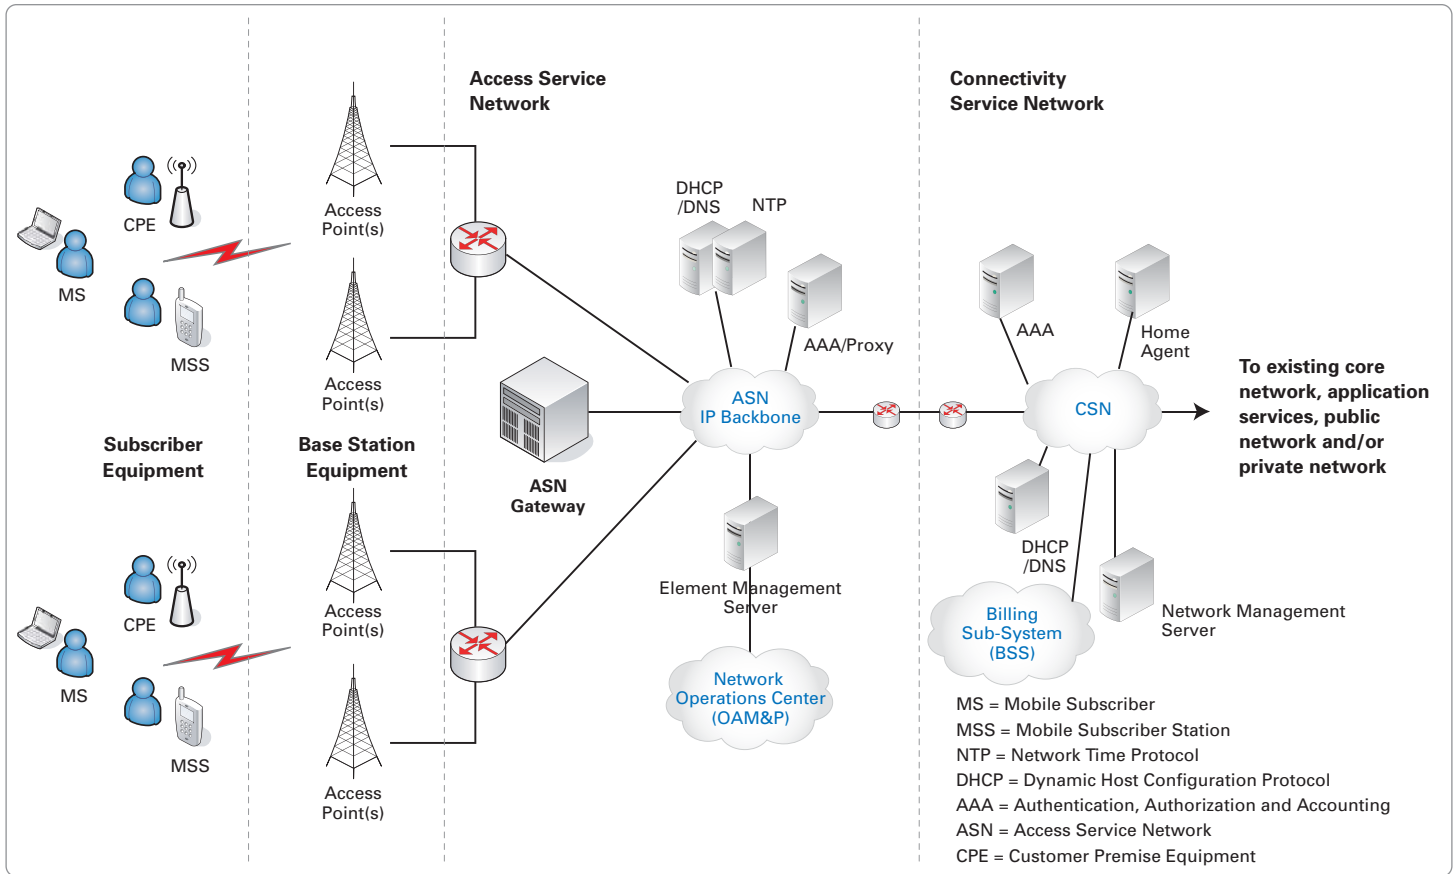 Access Service
Network
Connectivity
Service Network
Access
Point(s)
CPE
MS
MSS
Access
Point(s)
DHCP
/DNS
NTP
AAA/Proxy
AAA
Home
Agent
ASN
IP Backbone
CSN
To existing core
network, application
services, public
network and/or
private network
Subscriber
Equipment
Base Station
Equipment
ASN
Gateway
DHCP
/DNS
Element Management
Server
Access
Point(s)
CPE
MS
MSS
Access
Point(s)
Network
Operations Center
(OAM&P)
Billing
Sub-System
(BSS)
Network Management
Server
MS = Mobile Subscriber
MSS = Mobile Subscriber Station
NTP = Network Time Protocol
DHCP = Dynamic Host Configuration Protocol
AAA = Authentication, Authorization and Accounting
ASN = Access Service Network
CPE = Customer Premise Equipment